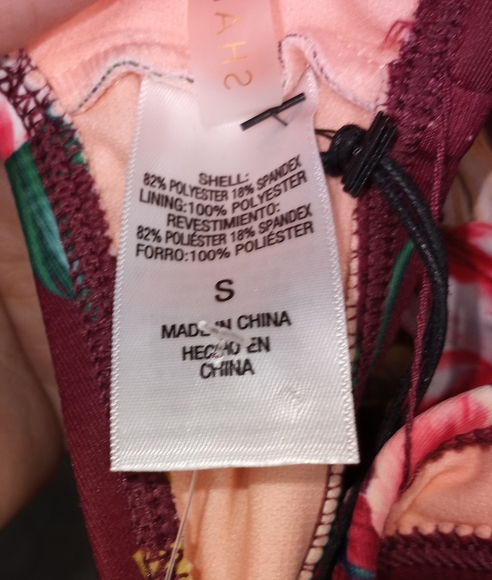 SHAN
SHELL:
82% POLYESTER 18% SPANDEX
LINING:100% POLYESTER
REVESTIMIENTO:
82% POLIÉSTER 18% SPANDEX
FORRO:100% POLIÉSTER
S
MADE IN CHINA
HECHO EN
CHINA